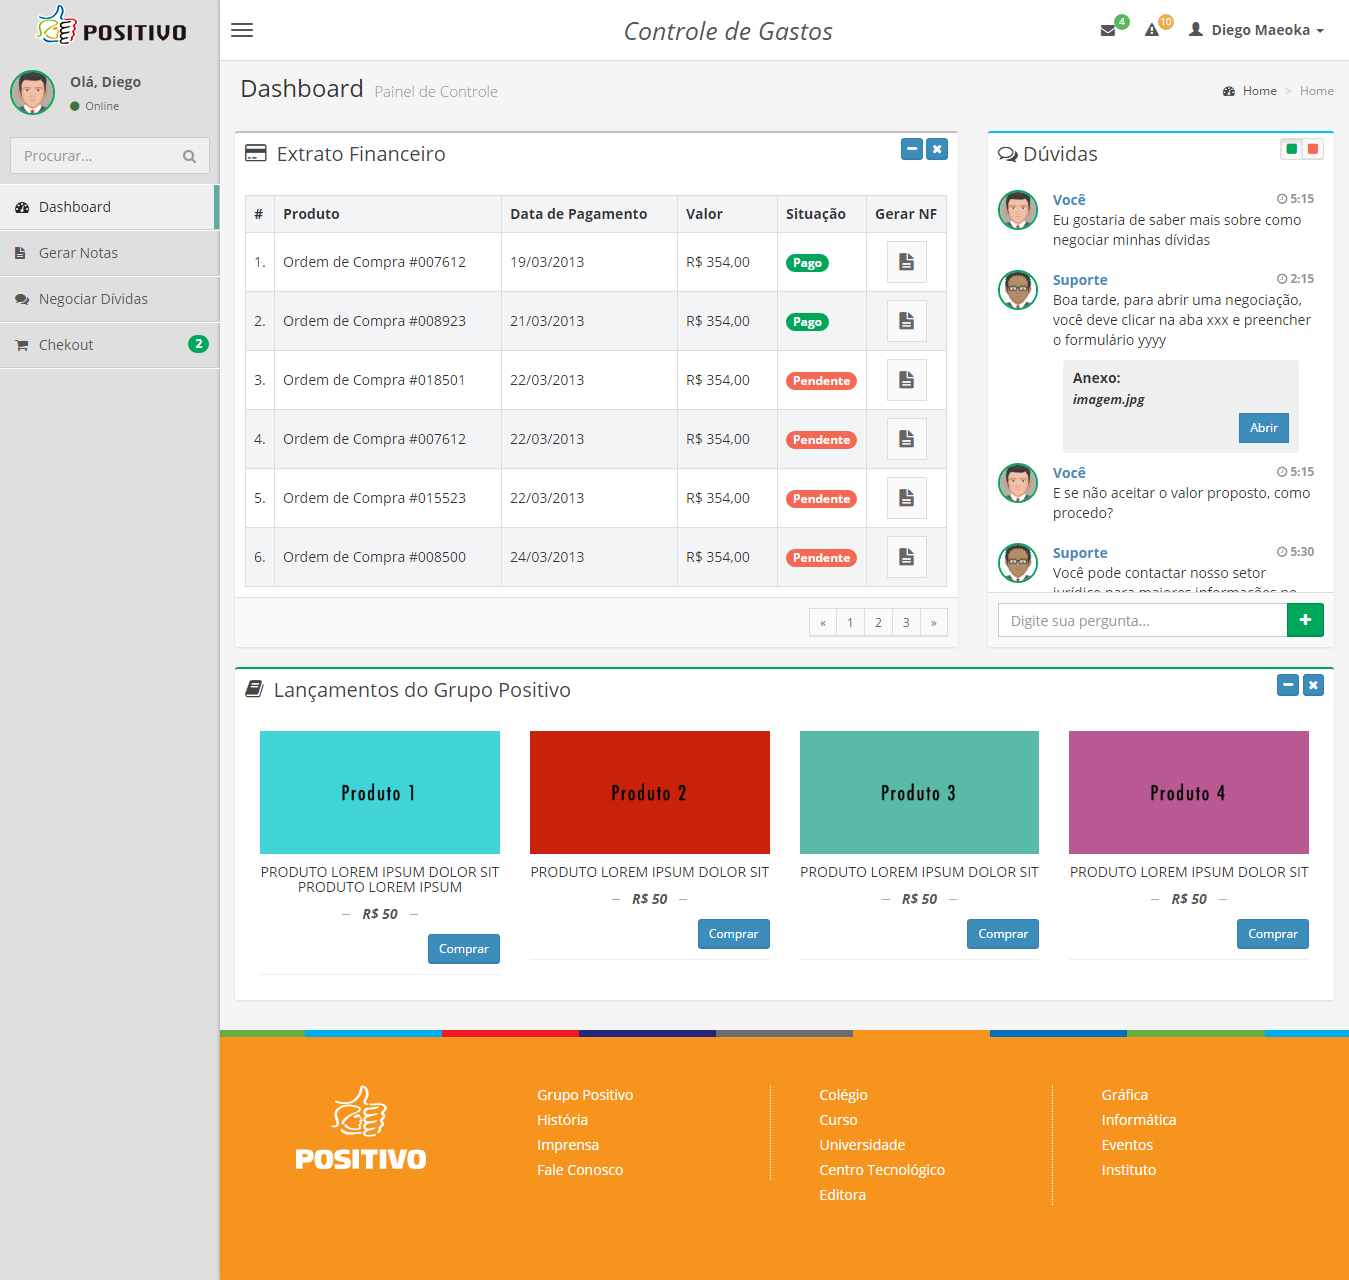 POSITIVO
Controle de Gastos
4
10
Diego Maeoka
Olá, Diego
Online
Procurar...
Dashboard
Gerar Notas
Negociar Dívidas
Chekout
2
Dashboard Painel de Controle
Home > Home
Extrato Financeiro
# Produto Data de Pagamento Valor Situação Gerar NF
1. Ordem de Compra #007612 19/03/2013 R$ 354,00 Pago
2. Ordem de Compra #008923 21/03/2013 R$ 354,00 Pago
3. Ordem de Compra #018501 22/03/2013 R$ 354,00 Pendente
4. Ordem de Compra #007612 22/03/2013 R$ 354,00 Pendente
5. Ordem de Compra #015523 22/03/2013 R$ 354,00 Pendente
6. Ordem de Compra #008500 24/03/2013 R$ 354,00 Pendente
« 1 2 3 »
Dúvidas
Você 5:15
Eu gostaria de saber mais sobre como
negociar minhas dívidas
Suporte 2:15
Boa tarde, para abrir uma negociação,
você deve clicar na aba xxx e preencher
o formulário yyyy
Anexo:
imagem.jpg
Abrir
Você 5:15
E se não aceitar o valor proposto, como
procedo?
Suporte 5:30
Você pode contactar nosso setor
jurídico para maiores informações no
Digite sua pergunta...
Lançamentos do Grupo Positivo
Produto 1
PRODUTO LOREM IPSUM DOLOR SIT
PRODUTO LOREM IPSUM
— R$ 50 —
Comprar
Produto 2
PRODUTO LOREM IPSUM DOLOR SIT
— R$ 50 —
Comprar
Produto 3
PRODUTO LOREM IPSUM DOLOR SIT
— R$ 50 —
Comprar
Produto 4
PRODUTO LOREM IPSUM DOLOR SIT
— R$ 50 —
Comprar
POSITIVO
Grupo Positivo
História
Imprensa
Fale Conosco
Colégio
Curso
Universidade
Centro Tecnológico
Editora
Gráfica
Informática
Eventos
Instituto